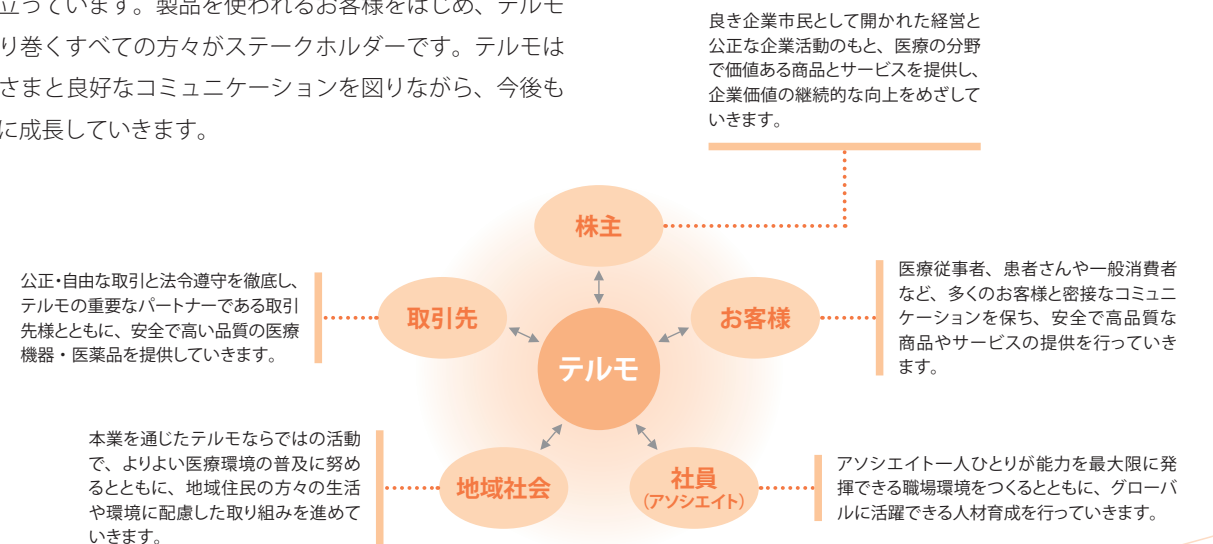 立っています。製品を使われるお客様をはじめ、テルモ
り巻くすべての方々がステークホルダーです。テルモは
さまと良好なコミュニケーションを図りながら、今後も
に成長していきます。
良き企業市民として開かれた経営と
公正な企業活動のもと、医療の分野
で価値ある商品とサービスを提供し、
企業価値の継続的な向上をめざして
いきます。
株主
公正・自由な取引と法令遵守を徹底し、
テルモの重要なパートナーである取引
先様とともに、安全で高い品質の医療
機器・医薬品を提供していきます。
取引先
お客様
医療従事者、患者さんや一般消費者
など、多くのお客様と密接なコミュニ
ケーションを保ち、安全で高品質な
商品やサービスの提供を行っていき
ます。
テルモ
本業を通じたテルモならではの活動
で、よりよい医療環境の普及に努め
るとともに、地域住民の方々の生活
や環境に配慮した取り組みを進めて
いきます。
地域社会
社員
(アソシエイト)
アソシエイト一人ひとりが能力を最大限に発
揮できる職場環境をつくるとともに、グローバ
ルに活躍できる人材育成を行っていきます。